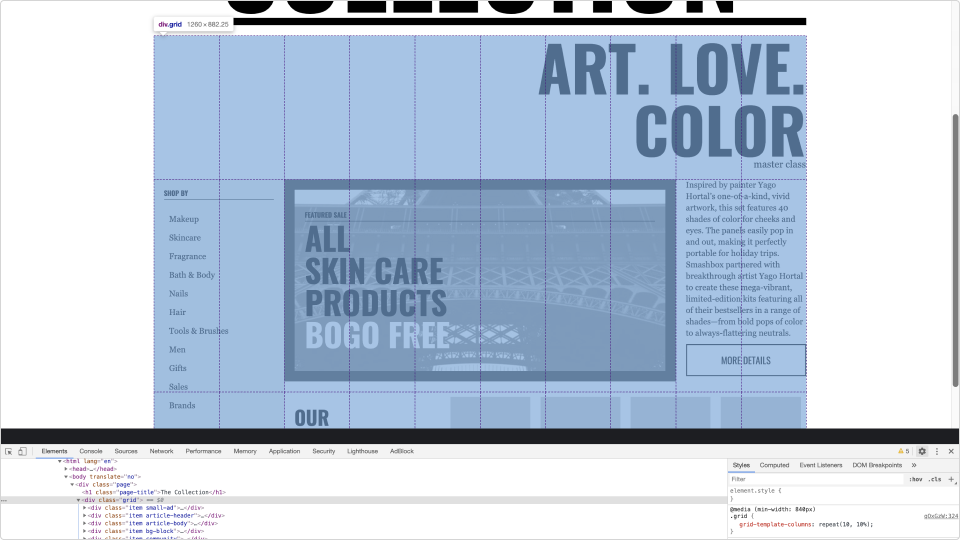 COLLECTION
div.grid 1260 × 882.25
ART. LOVE.
COLOR
master class
SHOP BY
Makeup
Skincare
Fragrance
Bath & Body
Nails
Hair
Tools & Brushes
Men
Gifts
Sales
Brands
FEATURED SALE
ALL
SKIN CARE
PRODUCTS
BOGO FREE
Inspired by painter Yago
Hortal's one-of-a-kind, vivid
artwork, this set features 40
shades of color for cheeks and
eyes. The panels easily pop in
and out, making it perfectly
portable for holiday trips.
Smashbox partnered with
breakthrough artist Yago Hortal
to create these mega-vibrant,
limited-edition kits featuring all
of their bestsellers in a range of
shades—from bold pops of color
to always-flattering neutrals.
MORE DETAILS
OUR
Elements Console Sources Network Performance Memory Application Security Lighthouse AdBlock 5
<html lang="en">
<head>…</head>
<body translate="no">
<div class="page">
<h1 class="page-title">The Collection</h1>
<div class="grid"> == $0
<div class="item small-ad">…</div>
<div class="item article-header">…</div>
<div class="item article-body">…</div>
<div class="item bg-block">…</div>
<div class="item community">…</div>
Styles Computed Event Listeners DOM Breakpoints »
Filter :hov .cls +
element.style {
}
@media (min-width: 840px)
.grid {
grid-template-columns: repeat(10, 10%);
}